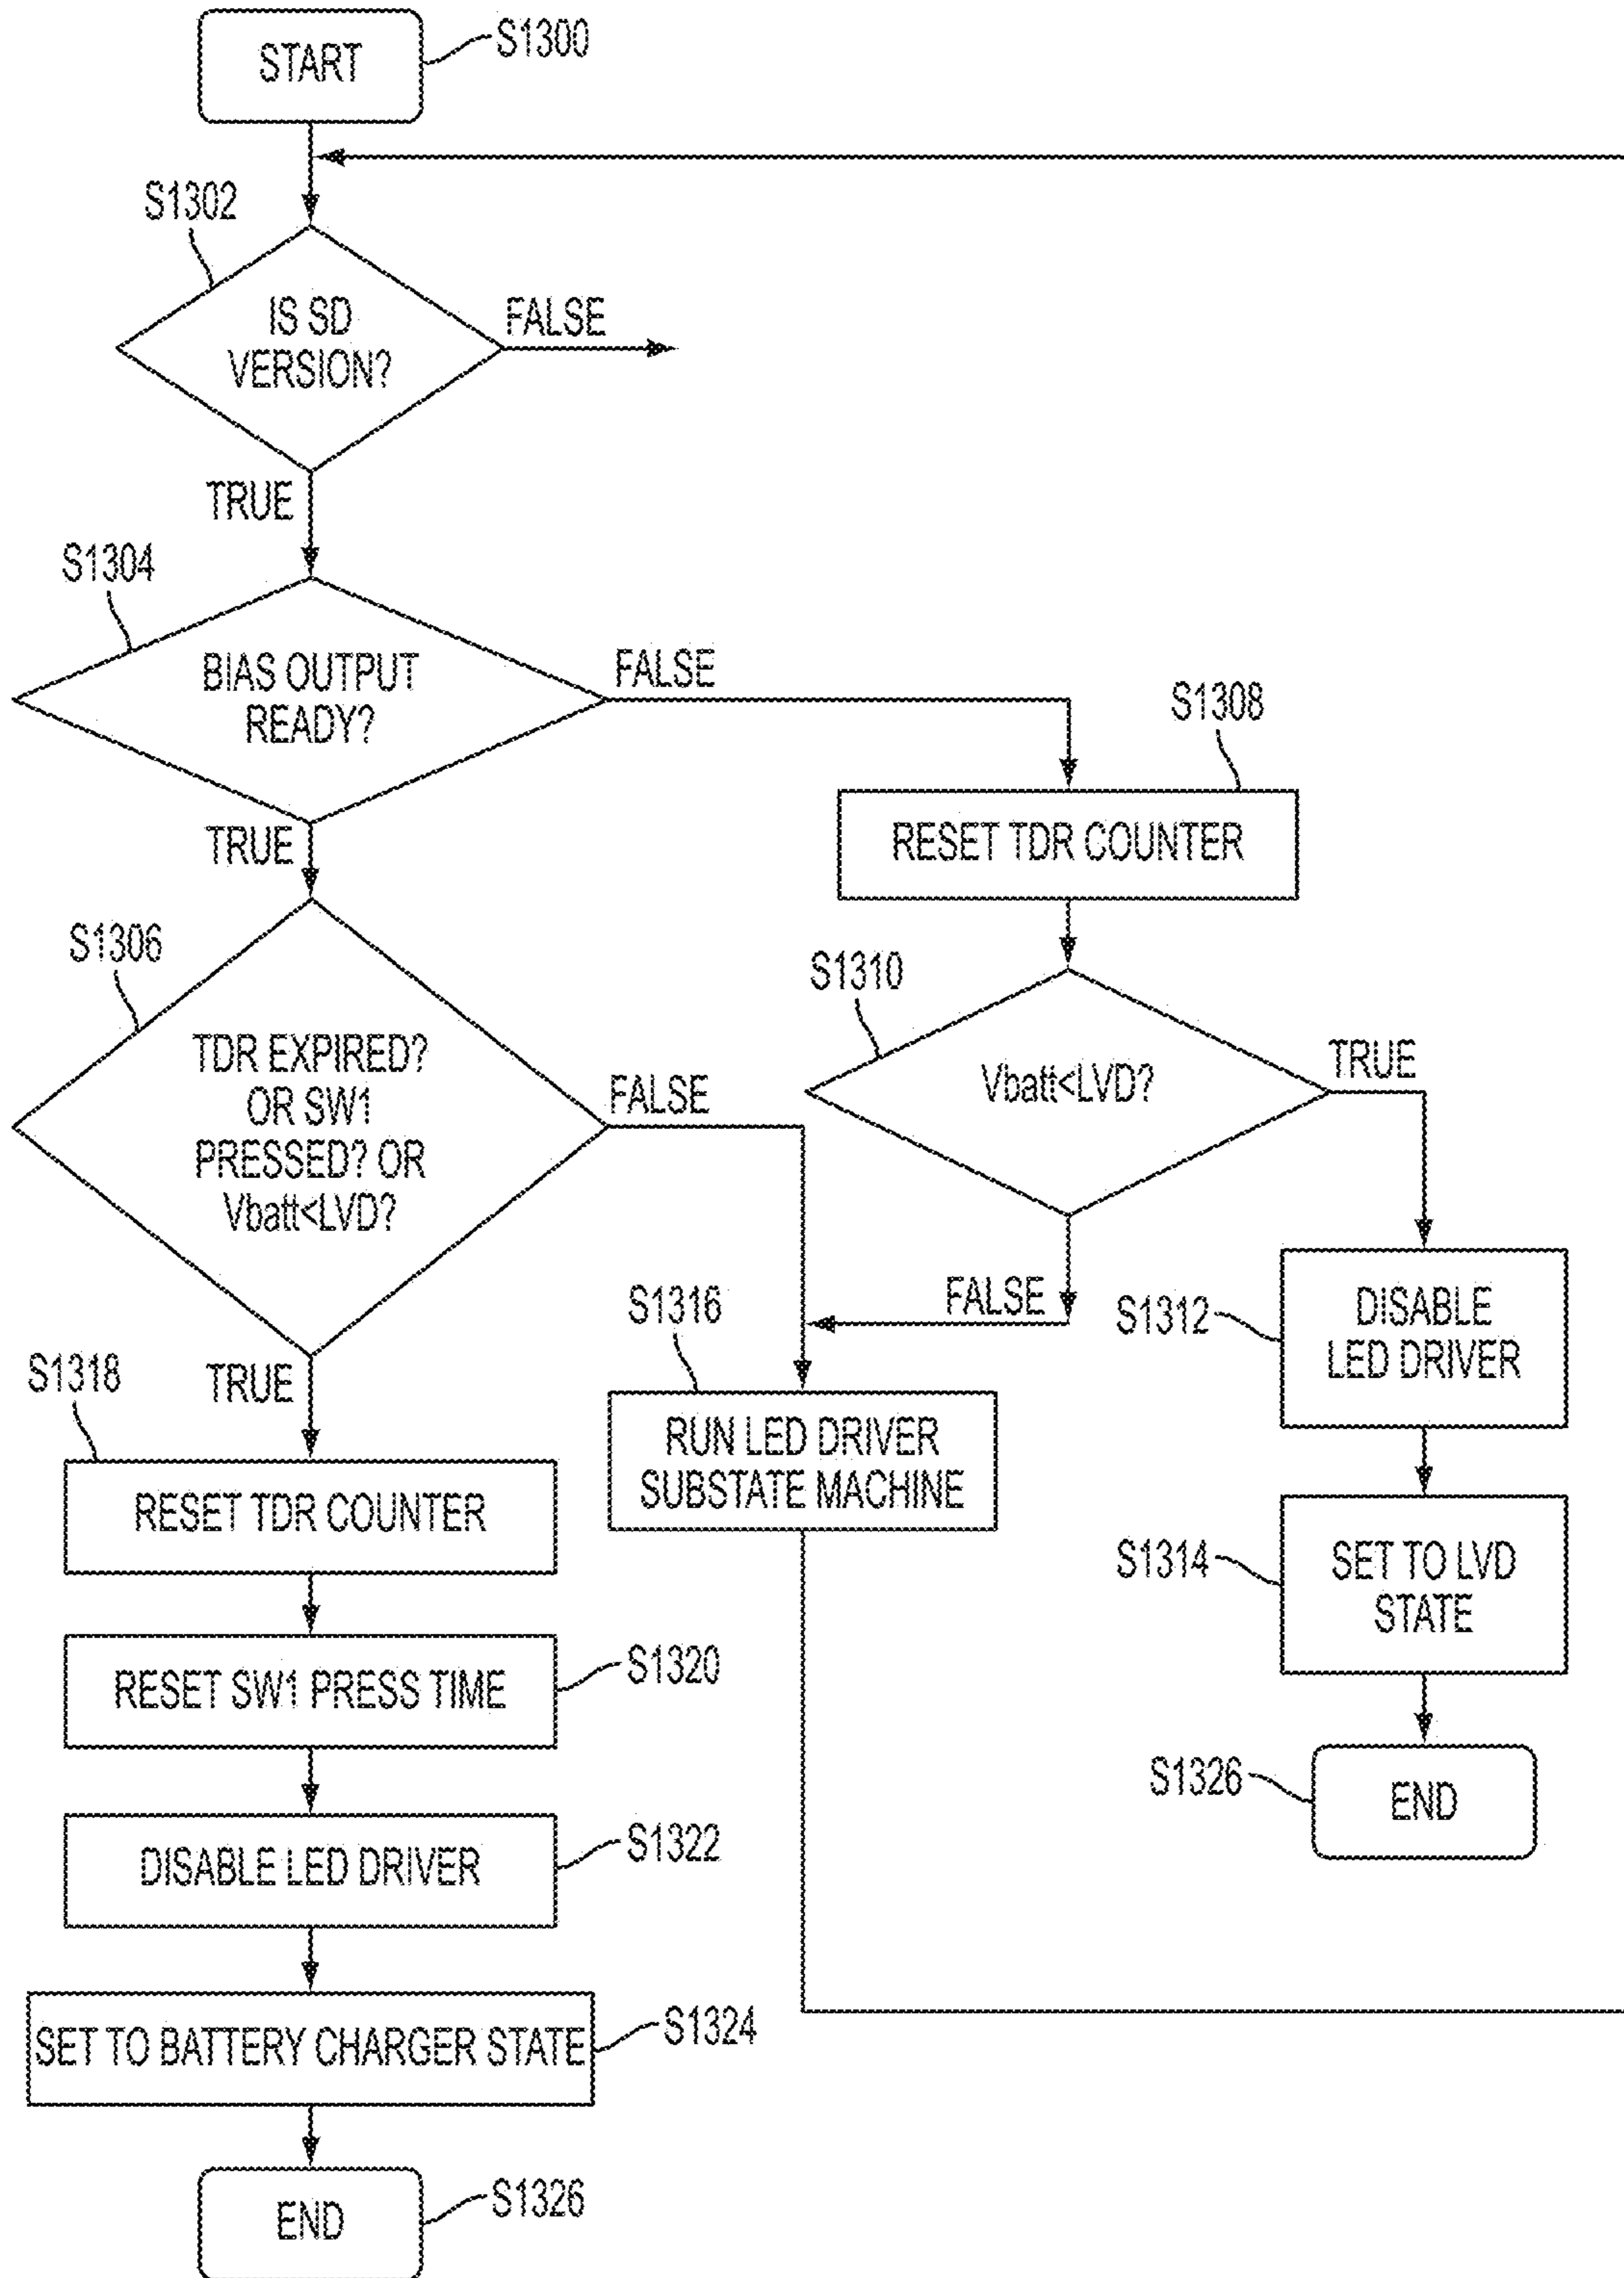 START
S1300
S1302
IS SD
VERSION?
FALSE
TRUE
S1304
BIAS OUTPUT
READY?
FALSE
TRUE
S1308
RESET TDR COUNTER
S1306
TDR EXPIRED?
OR SW1
PRESSED? OR
Vbatt<LVD?
FALSE
TRUE
S1310
Vbatt<LVD?
TRUE
FALSE
S1312
DISABLE
LED DRIVER
S1316
RUN LED DRIVER
SUBSTATE MACHINE
S1314
SET TO LVD
STATE
S1326
END
S1318
RESET TDR COUNTER
RESET SW1 PRESS TIME
S1320
DISABLE LED DRIVER
S1322
SET TO BATTERY CHARGER STATE
S1324
END
S1326